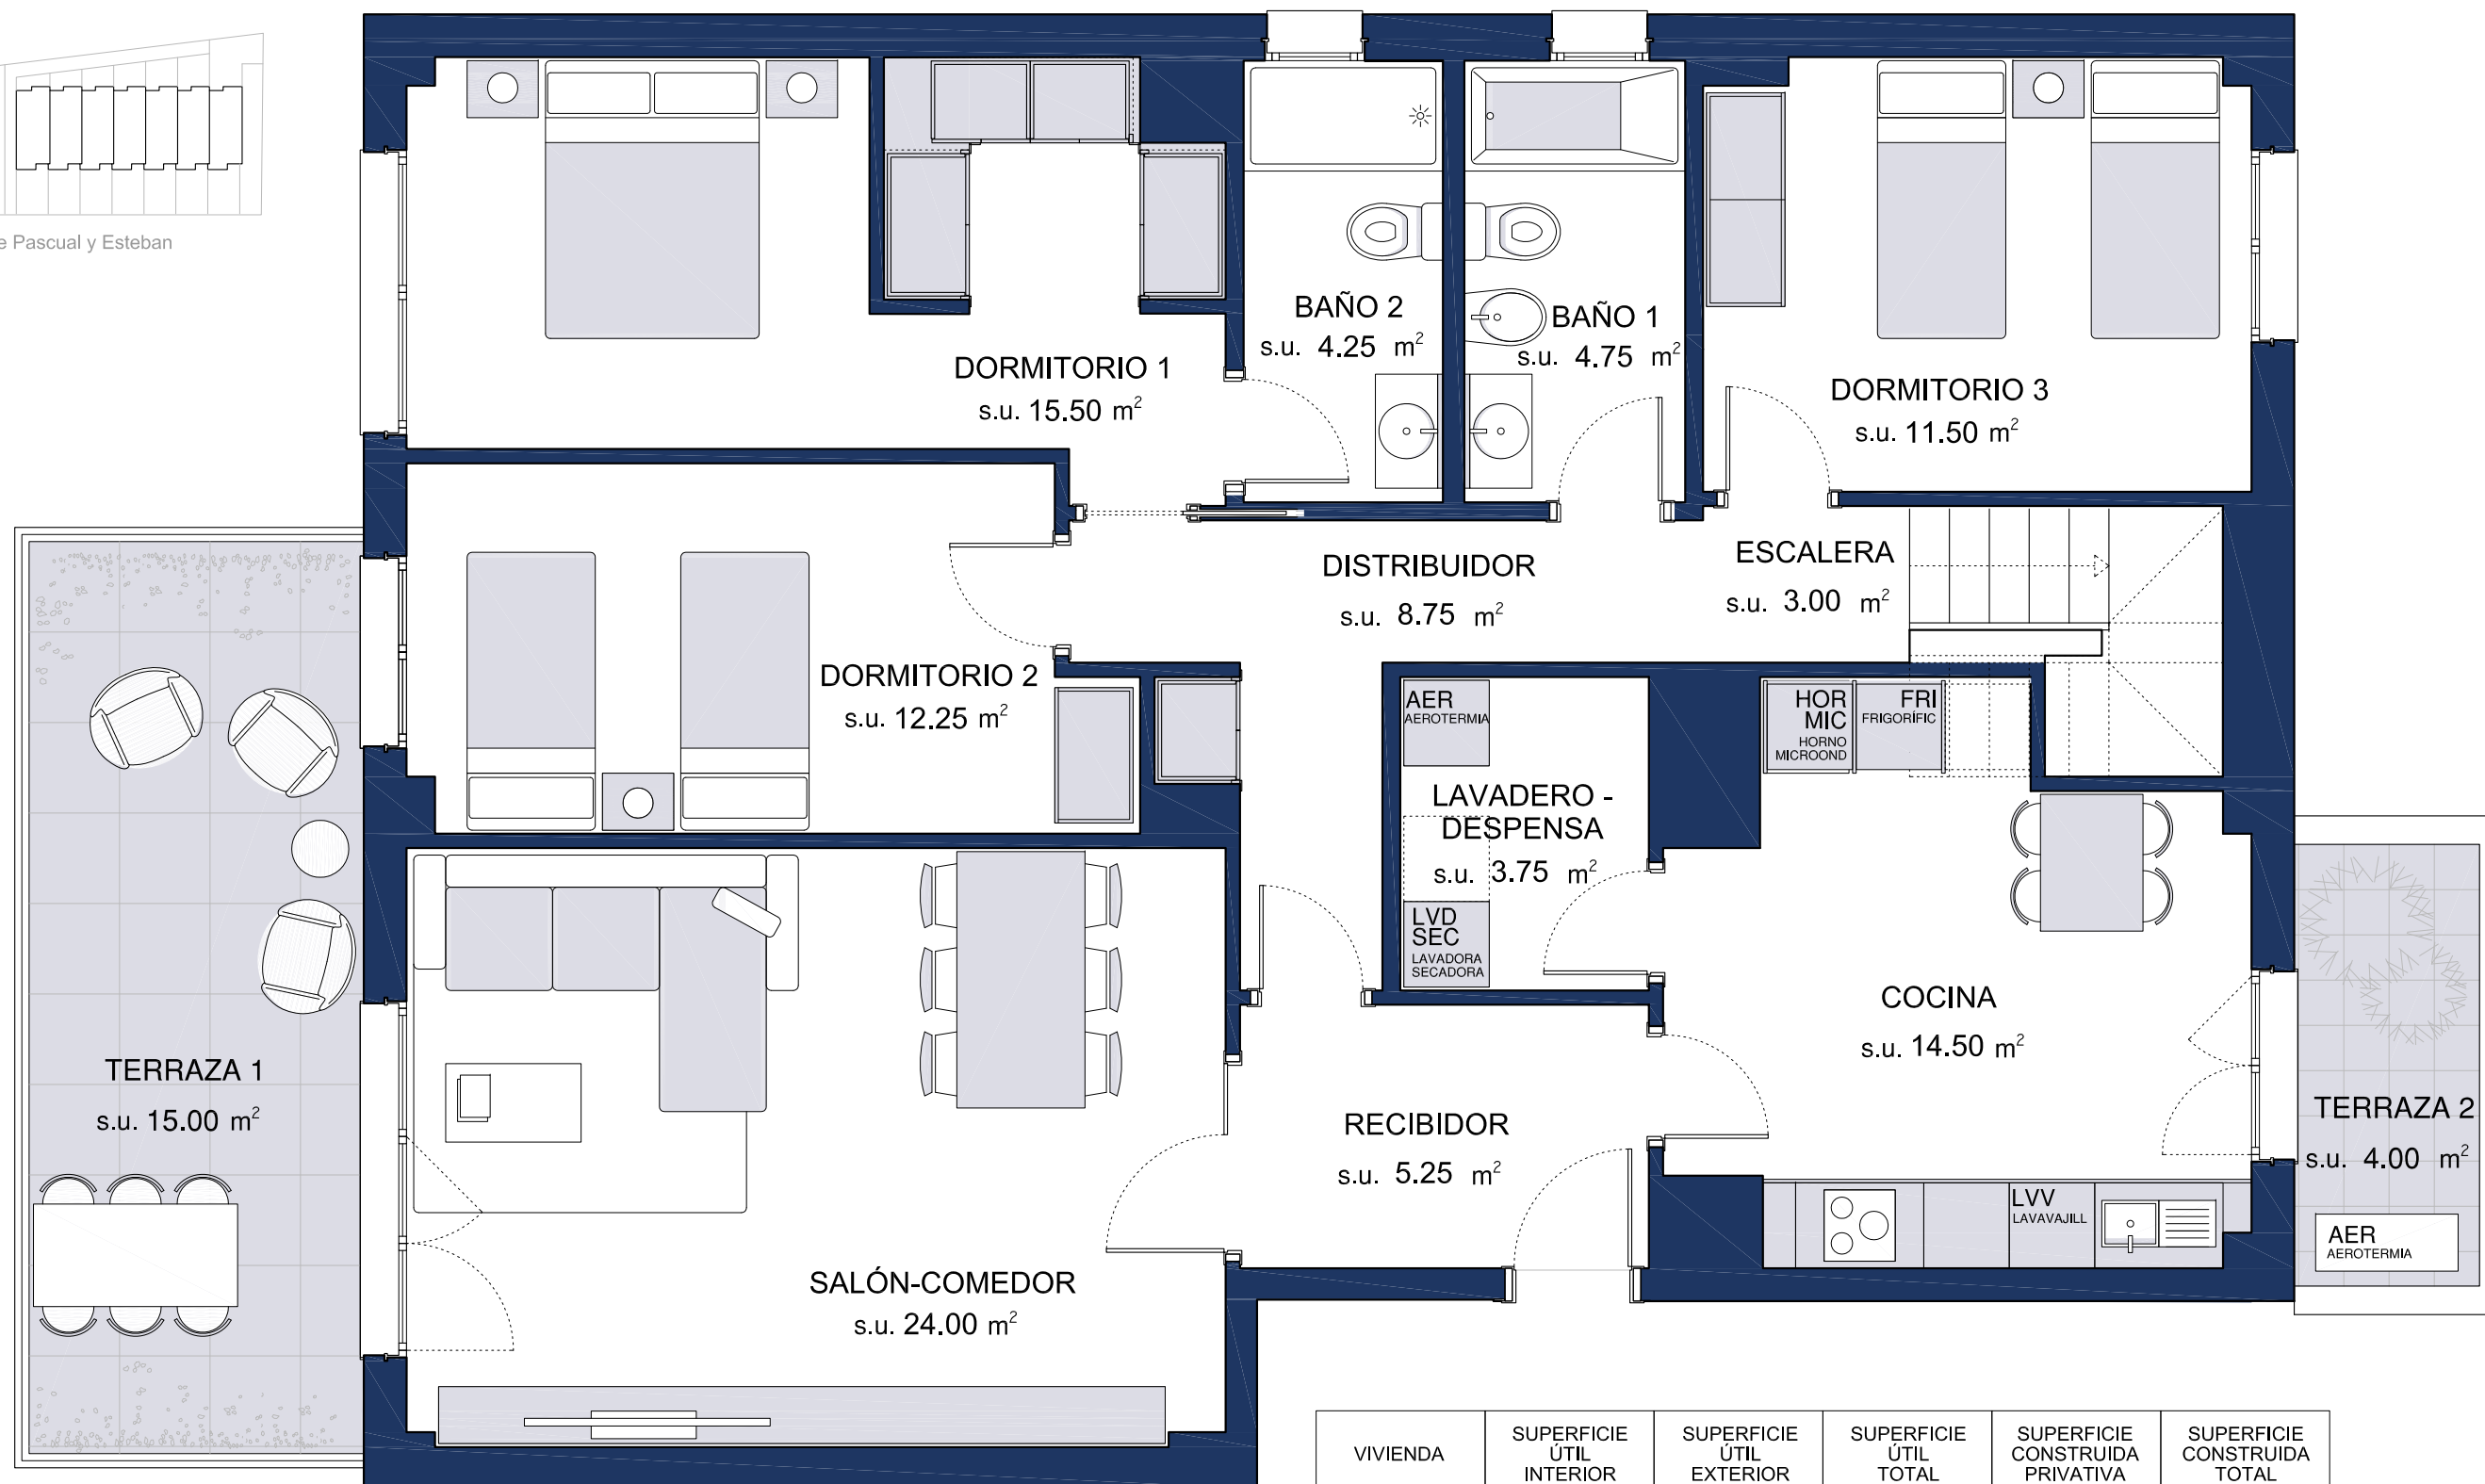 e Pascual y Esteban
BAÑO 2
s.u. 4.25 m²
BAÑO 1
s.u. 4.75 m²
DORMITORIO 1
s.u. 15.50 m²
DORMITORIO 3
s.u. 11.50 m²
DISTRIBUIDOR
s.u. 8.75 m²
ESCALERA
s.u. 3.00 m²
DORMITORIO 2
s.u. 12.25 m²
AER
AEROTERMIA
HOR
MIC
HORNO
MICROOND
FRI
FRIGORÍFIC
LAVADERO -
DESPENSA
s.u. 3.75 m²
LVD
SEC
LAVADORA
SECADORA
COCINA
s.u. 14.50 m²
TERRAZA 1
s.u. 15.00 m²
RECIBIDOR
s.u. 5.25 m²
TERRAZA 2
s.u. 4.00 m²
LVV
LAVAVAJILL
AER
AEROTERMIA
SALÓN-COMEDOR
s.u. 24.00 m²
VIVIENDA
SUPERFICIE
ÚTIL
INTERIOR
SUPERFICIE
ÚTIL
EXTERIOR
SUPERFICIE
ÚTIL
TOTAL
SUPERFICIE
CONSTRUIDA
PRIVATIVA
SUPERFICIE
CONSTRUIDA
TOTAL